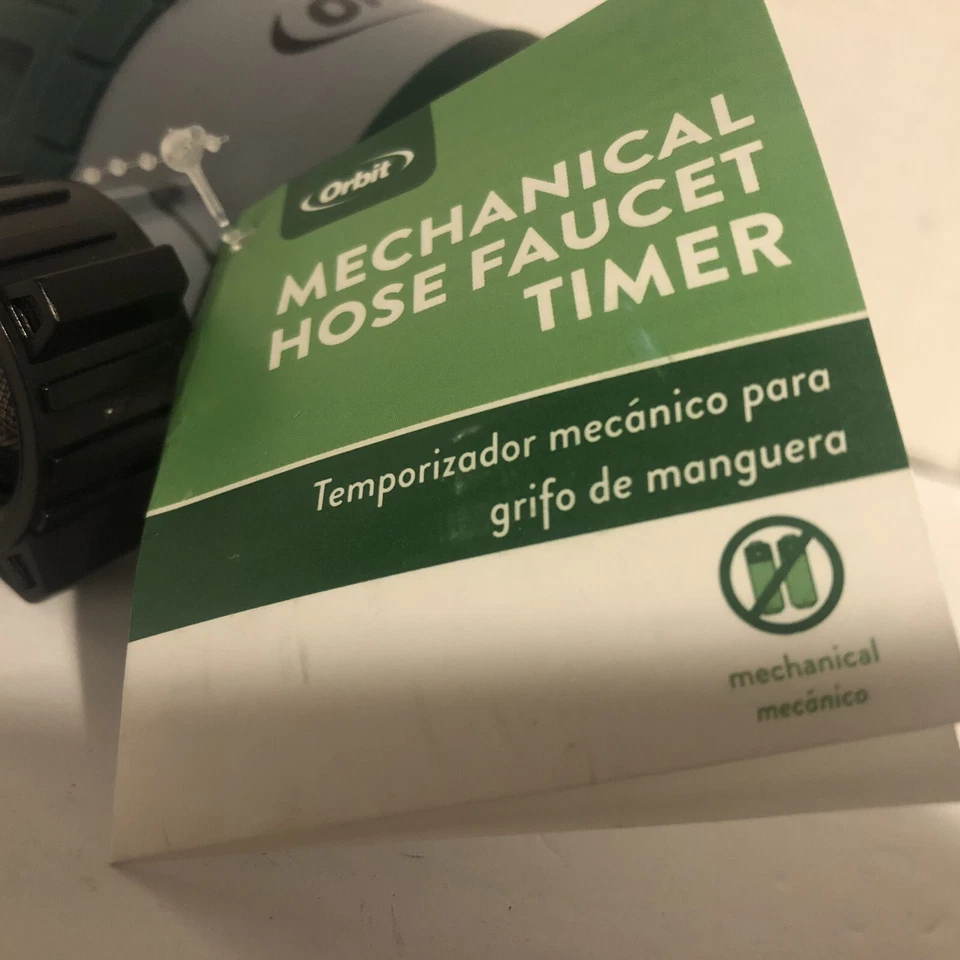 Orbit
MECHANICAL
HOSE FAUCET
TIMER
Temporizador mecánico para
grifo de manguera
mechanical
mecánico